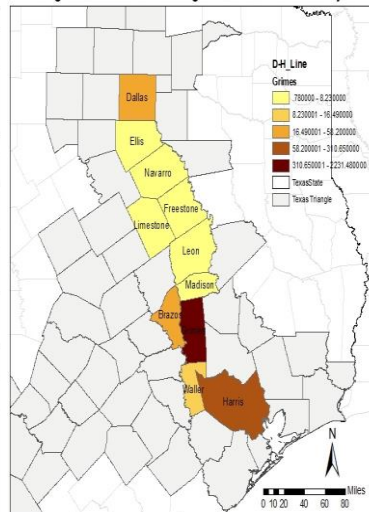 D-H_Line
Grimes
.780000 - 8.230000
8.230001 - 16.490000
16.490001 - 58.200000
58.200001 - 310.650000
310.650001 - 2231.480000
TexasState
Texas Triangle
Dallas
Ellis
Navarro
Freestone
Limestone
Leon
Madison
Brazos
Waller
Harris
N
Miles
0 10 20 40 60 80